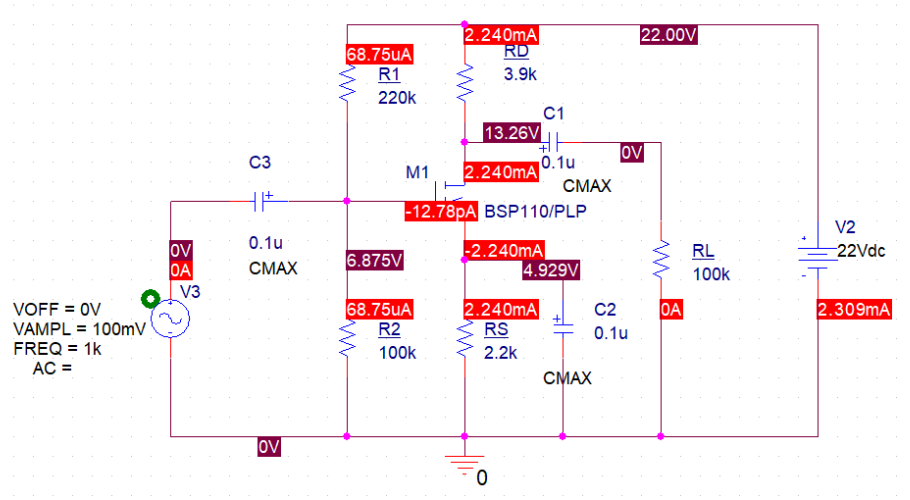 2.240mA
22.00V
68.75uA
RD
R1
3.9k
220k
C1
13.26V
0V
C3
M1
2.240mA
0.1u
CMAX
-12.78pA
BSP110/PLP
0.1u
CMAX
0V
0A
6.875V
-2.240mA
4.929V
RL
100k
V2
22Vdc
V3
VOFF = 0V
VAMPL = 100mV
FREQ = 1k
AC =
68.75uA
R2
100k
2.240mA
RS
2.2k
C2
0.1u
CMAX
0A
2.309mA
0V
0